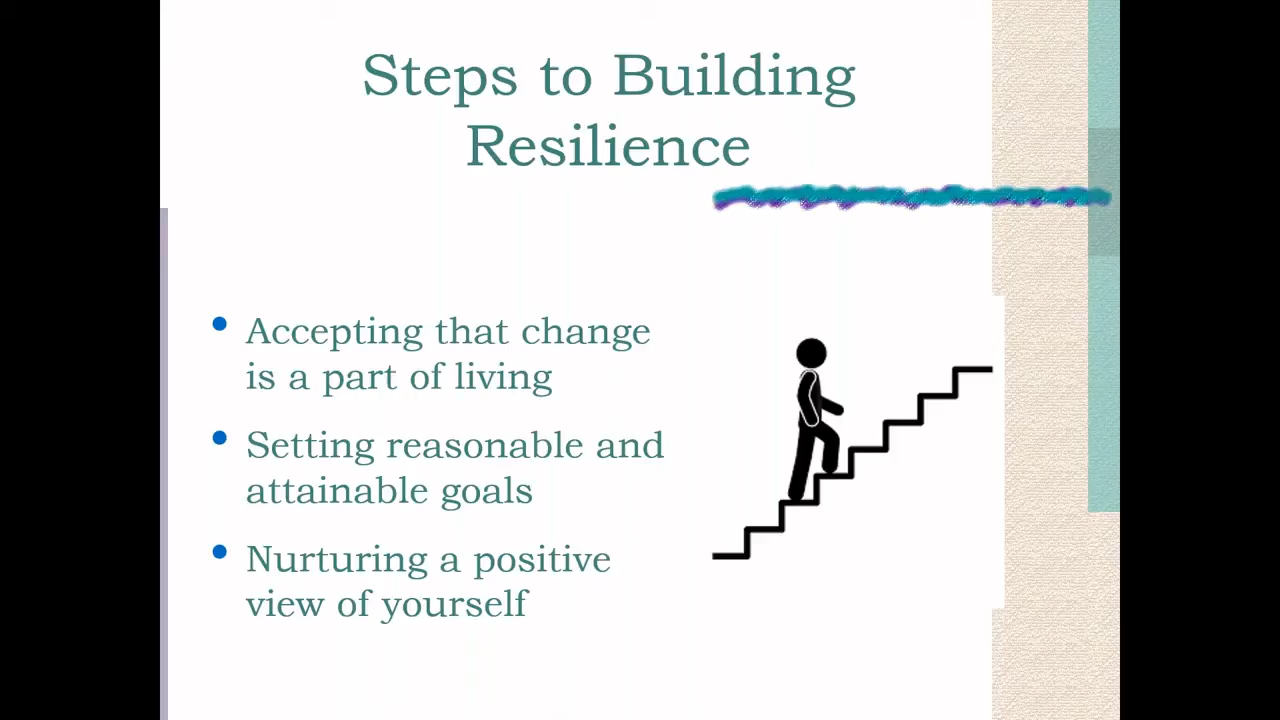 Steps to Building
Resilience
Accepting that change
is a part of living
Setting reasonable and
attainable goals
Nurturing a positive
view of yourself